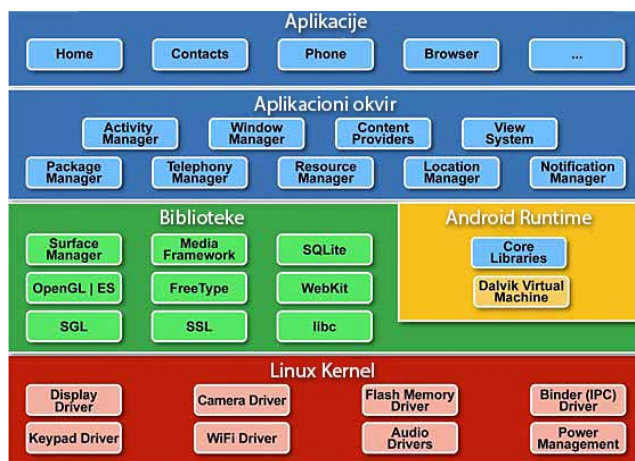 Aplikacije
Home
Contacts
Phone
Browser
...
Aplikacioni okvir
Activity
Manager
Window
Manager
Content
Providers
View
System
Package
Manager
Telephony
Manager
Resource
Manager
Location
Manager
Notification
Manager
Biblioteke
Surface
Manager
Media
Framework
SQLite
OpenGL | ES
FreeType
WebKit
SGL
SSL
libc
Android Runtime
Core
Libraries
Dalvik Virtual
Machine
Linux Kernel
Display
Driver
Camera Driver
Flash Memory
Driver
Binder (IPC)
Driver
Keypad Driver
WiFi Driver
Audio
Drivers
Power
Management